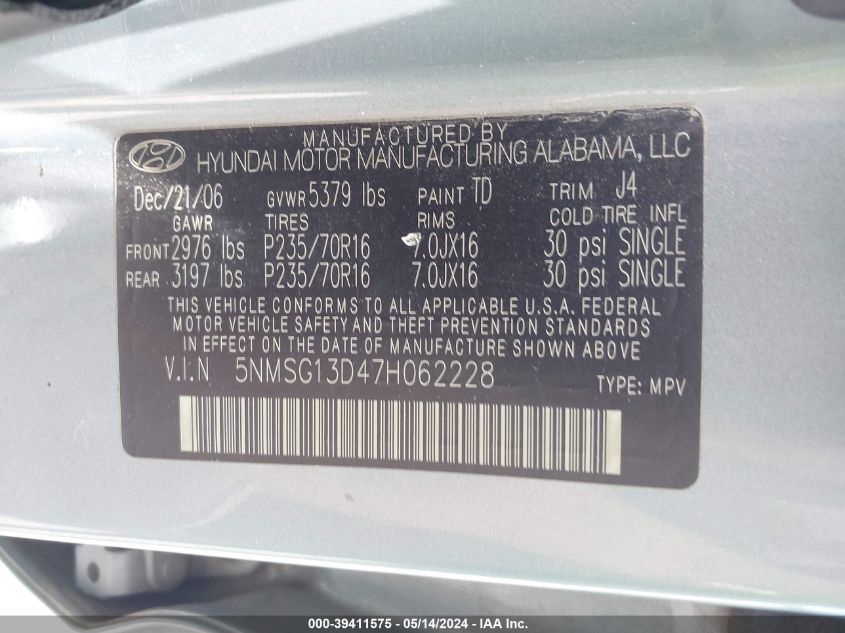 MANUFACTURED BY
HYUNDAI MOTOR MANUFACTURING ALABAMA, LLC
Dec/21/06 GVWR 5379 lbs PAINT TD TRIM J4
GAWR TIRES RIMS COLD TIRE INFL
FRONT 2976 lbs P235/70R16 7.0JX16 30 psi SINGLE
REAR 3197 lbs P235/70R16 7.0JX16 30 psi SINGLE
THIS VEHICLE CONFORMS TO ALL APPLICABLE U.S.A. FEDERAL
MOTOR VEHICLE SAFETY AND THEFT PREVENTION STANDARDS
IN EFFECT ON THE DATE OF MANUFACTURE SHOWN ABOVE
V.I.N 5NMSG13D47H062228 TYPE: MPV
000-39411575 - 05/14/2024 - IAAI.COM